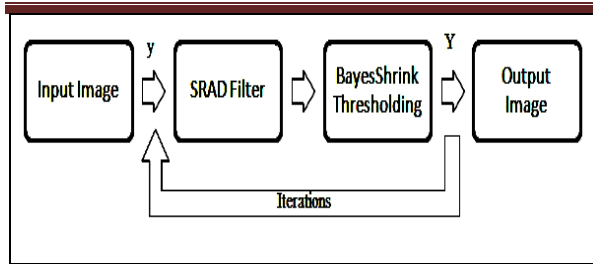 y
Y
Input Image
SRAD Filter
BayesShrink
Thresholding
Output
Image
Iterations